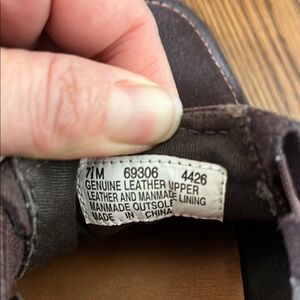 7½M 69306 4426
GENUINE LEATHER UPPER
LEATHER AND MANMADE LINING
MANMADE OUTSOLE
MADE IN CHINA